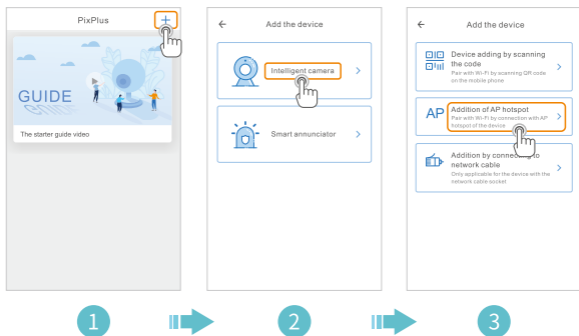 PixPlus
GUIDE
The starter guide video
Add the device
Intelligent camera
Smart annunciator
Add the device
Device adding by scanning
the code
Pair with Wi-Fi by scanning QR code
on the mobile phone
AP
Addition of AP hotspot
Pair with Wi-Fi by connection with AP
hotspot of the device
Addition by connecting to
network cable
Only applicable for the device with the
network cable socket
1
2
3